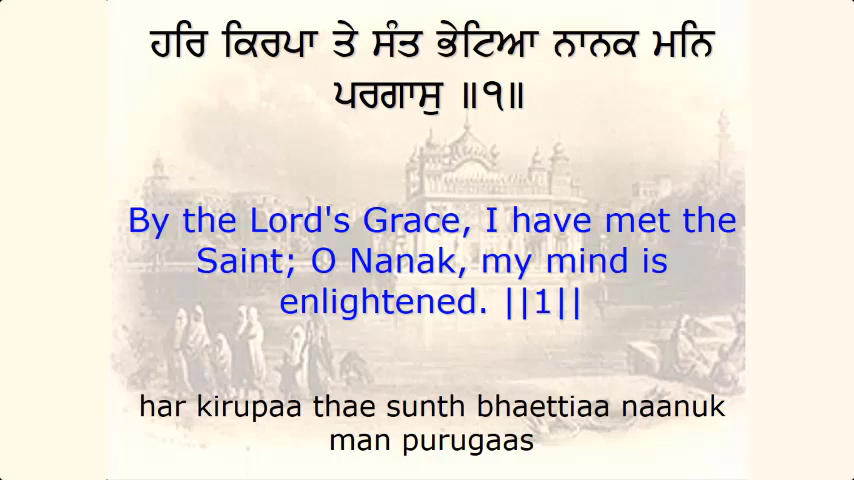 ਹਰਿ ਕਿਰਪਾ ਤੇ ਸੰਤ ਭੇਟਿਆ ਨਾਨਕ ਮਨਿ
ਪਰਗਾਸੁ ॥੧॥
By the Lord's Grace, I have met the
Saint; O Nanak, my mind is
enlightened. ||1||
har kirupaa thae sunth bhaettiaa naanuk
man purugaas